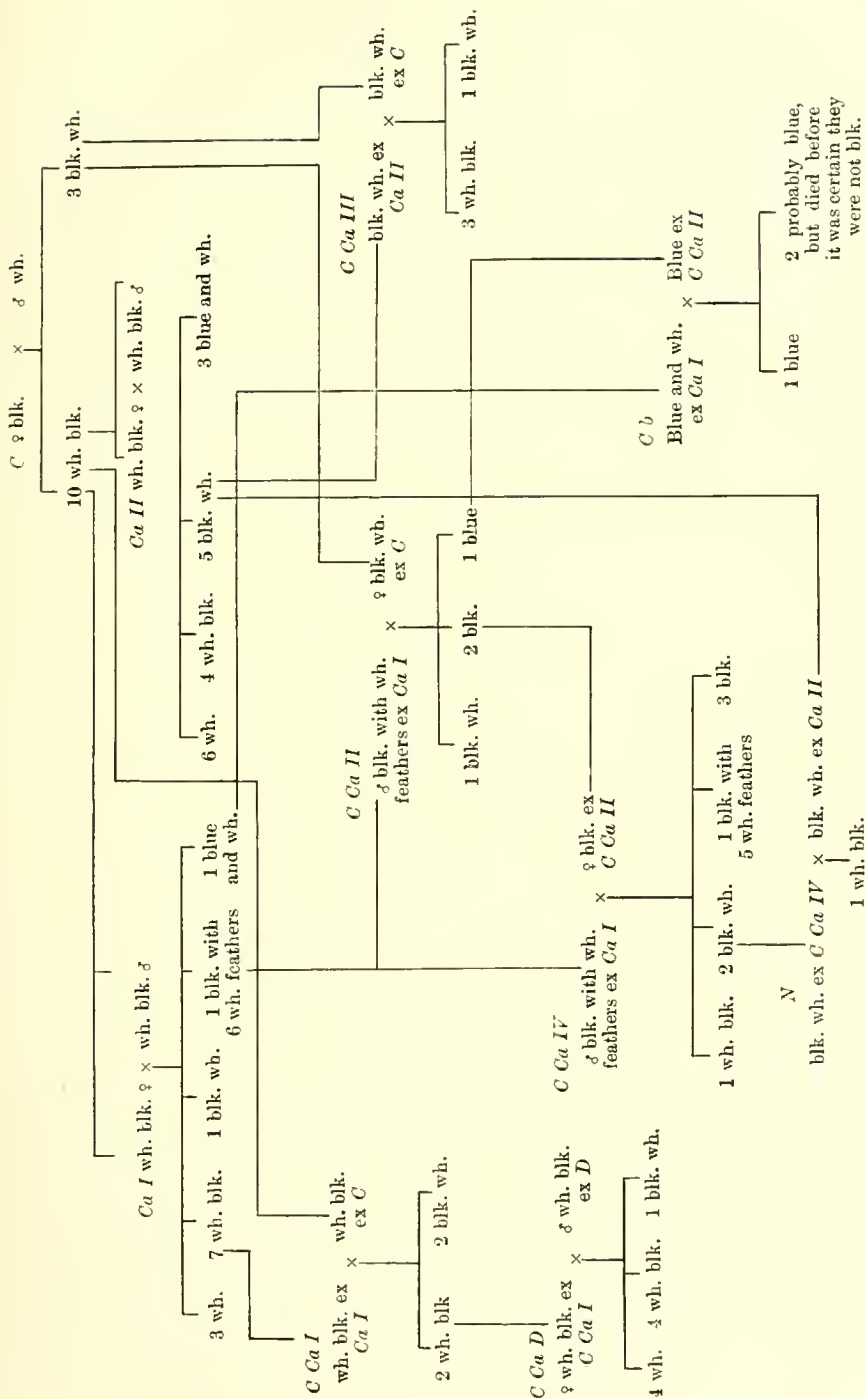 C ♀ blk. × ♂ wh.
10 wh. blk.
3 blk. wh.
Ca I wh. blk. ♀ × wh. blk. ♂
Ca II wh. blk. ♀ × wh. blk. ♂
3 wh.
7 wh. blk.
1 blk. wh.
1 blk. with
6 wh. feathers
1 blue
and wh.
6 wh.
4 wh. blk.
5 blk. wh.
3 blue and wh.
C Ca I
wh. blk. ex
Ca I
×
wh. blk.
ex C
2 wh. blk
2 blk. wh.
C Ca II
♂ blk. with wh.
feathers ex Ca I
×
♀ blk. wh.
ex C
1 blk. wh.
2 blk.
1 blue
C Ca III
blk. wh. ex
Ca II
×
blk. wh.
ex C
3 wh. blk.
1 blk. wh.
C Ca D
♀ wh. blk. ex
C Ca I
×
♂ wh. blk.
ex D
4 wh.
4 wh. blk.
1 blk. wh.
C Ca IV
♂ blk. with wh.
feathers ex Ca I
×
♀ blk. ex
C Ca II
1 wh. blk.
2 blk. wh.
1 blk. with
5 wh. feathers
3 blk.
C b
Blue and wh.
ex Ca I
×
Blue ex
C Ca II
1 blue
2 probably blue,
but died before
it was certain they
were not blk.
N
blk. wh. ex C Ca IV × blk. wh. ex Ca II
1 wh. blk.